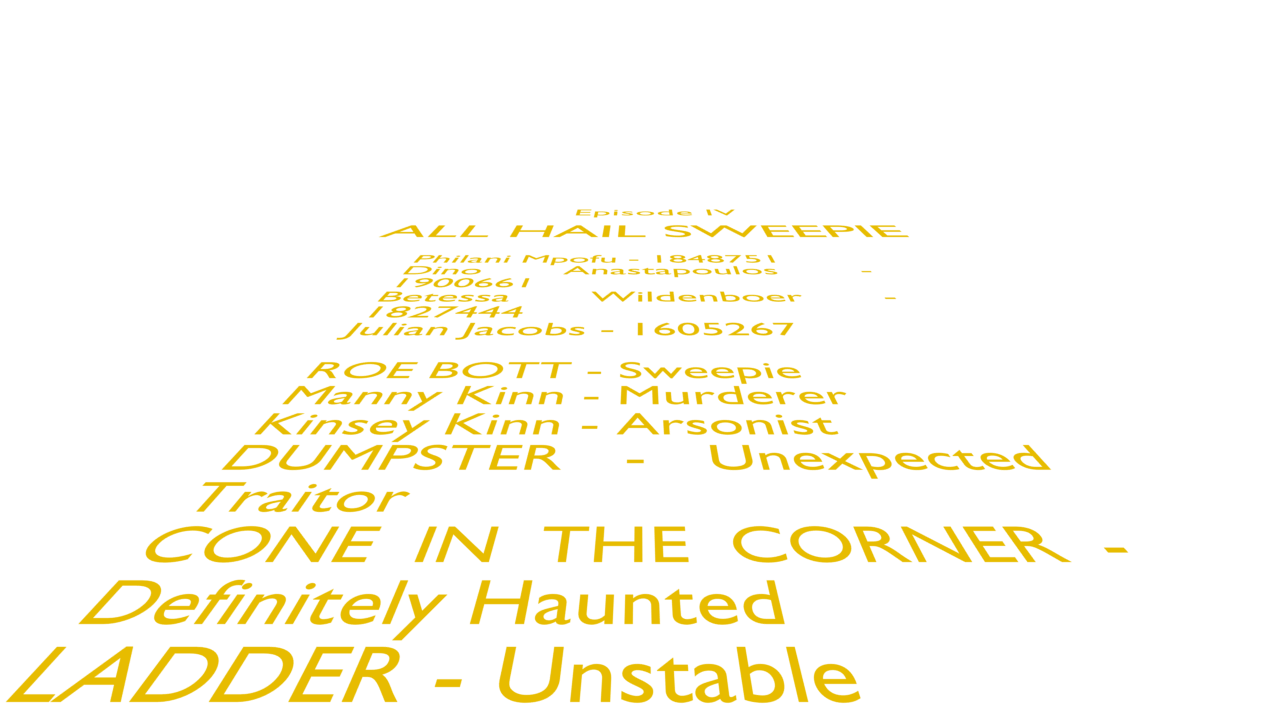 Episode IV
ALL HAIL SWEEPIE
Philani Mpofu - 1848751
Dino Anastapoulos -
1900661
Betessa Wildenboer -
1827444
Julian Jacobs - 1605267
ROE BOTT - Sweepie
Manny Kinn - Murderer
Kinsey Kinn - Arsonist
DUMPSTER - Unexpected
Traitor
CONE IN THE CORNER -
Definitely Haunted
LADDER - Unstable